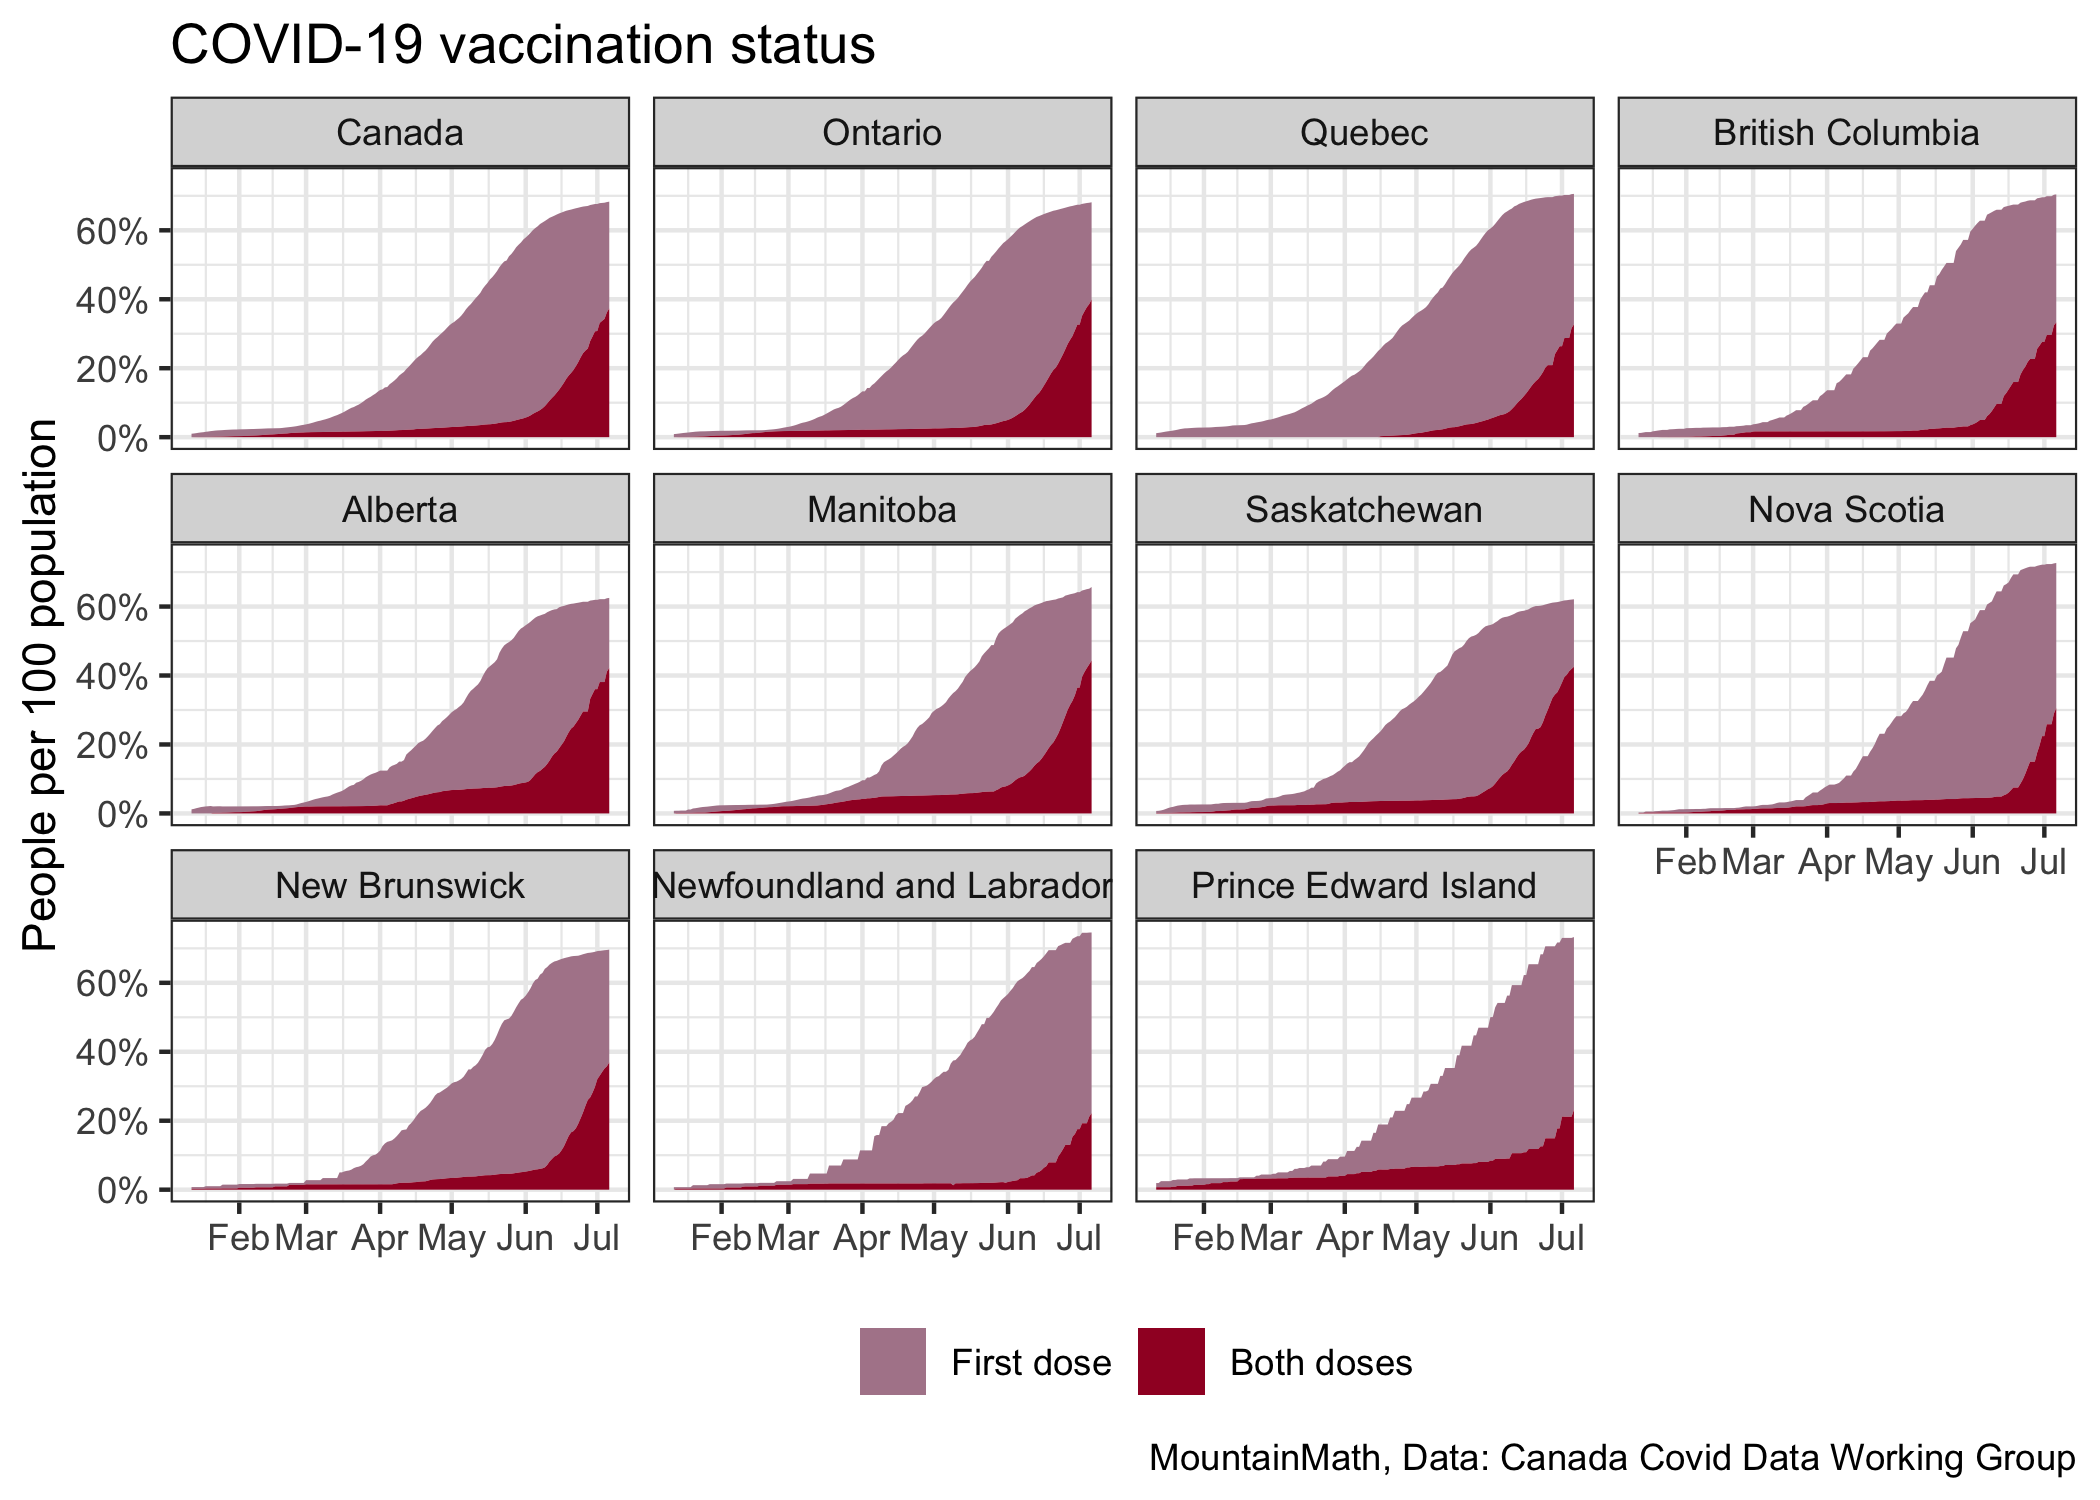 COVID-19 vaccination status
Canada
Ontario
Quebec
British Columbia
60%
40%
20%
0%
Alberta
Manitoba
Saskatchewan
Nova Scotia
60%
40%
20%
0%
Feb Mar Apr May Jun Jul
New Brunswick
Newfoundland and Labrador
Prince Edward Island
60%
40%
20%
0%
Feb Mar Apr May Jun Jul
Feb Mar Apr May Jun Jul
Feb Mar Apr May Jun Jul
People per 100 population
First dose
Both doses
MountainMath, Data: Canada Covid Data Working Group